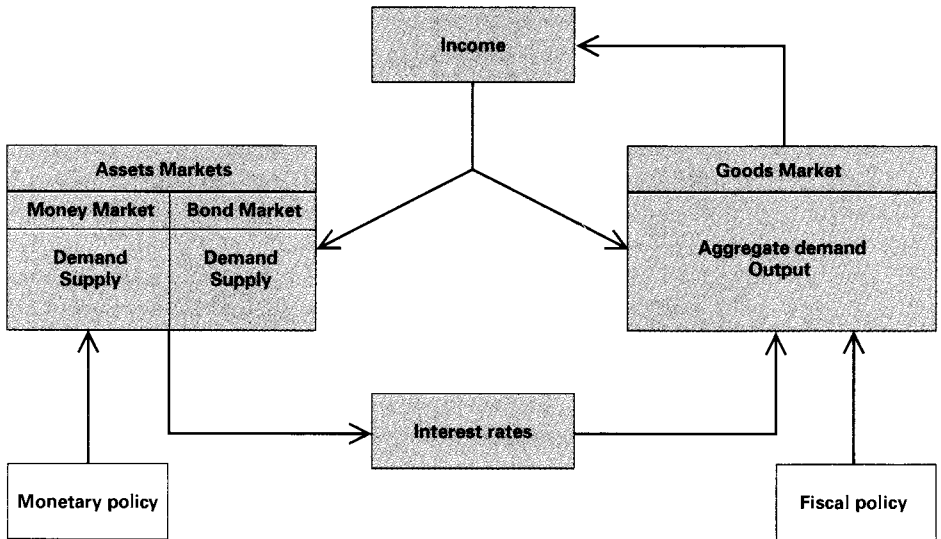 Income
Assets Markets
Money Market
Bond Market
Demand
Supply
Demand
Supply
Goods Market
Aggregate demand
Output
Interest rates
Monetary policy
Fiscal policy